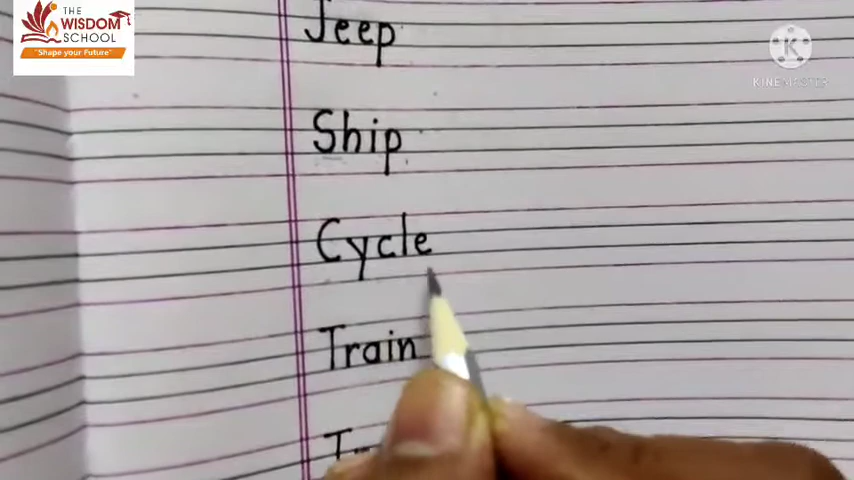 THE
WISDOM
SCHOOL
"Shape your Future"
Jeep
KINEMASTER
Ship
Cycle
Train